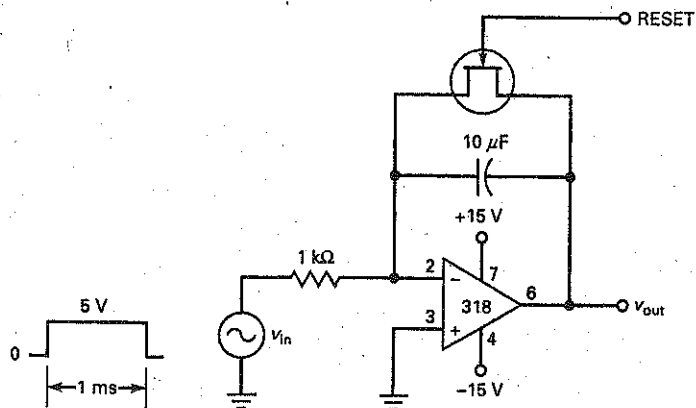 RESET
10 μF
+15 V
1 kΩ
2
7
−
318
6
3
+
4
v_out
v_in
−15 V
5 V
0
1 ms